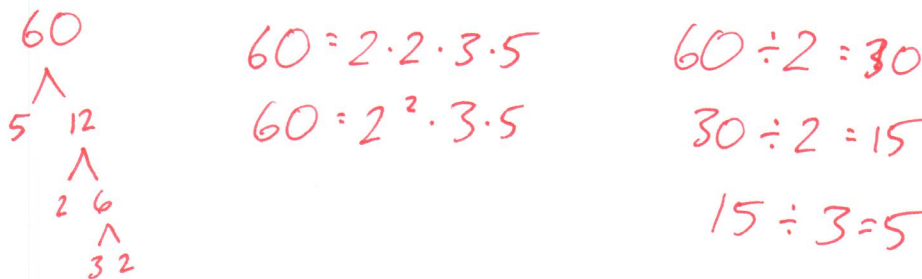 60
5 12
2 6
3 2
60 = 2 · 2 · 3 · 5
60 = 2² · 3 · 5
60 ÷ 2 = 30
30 ÷ 2 = 15
15 ÷ 3 = 5